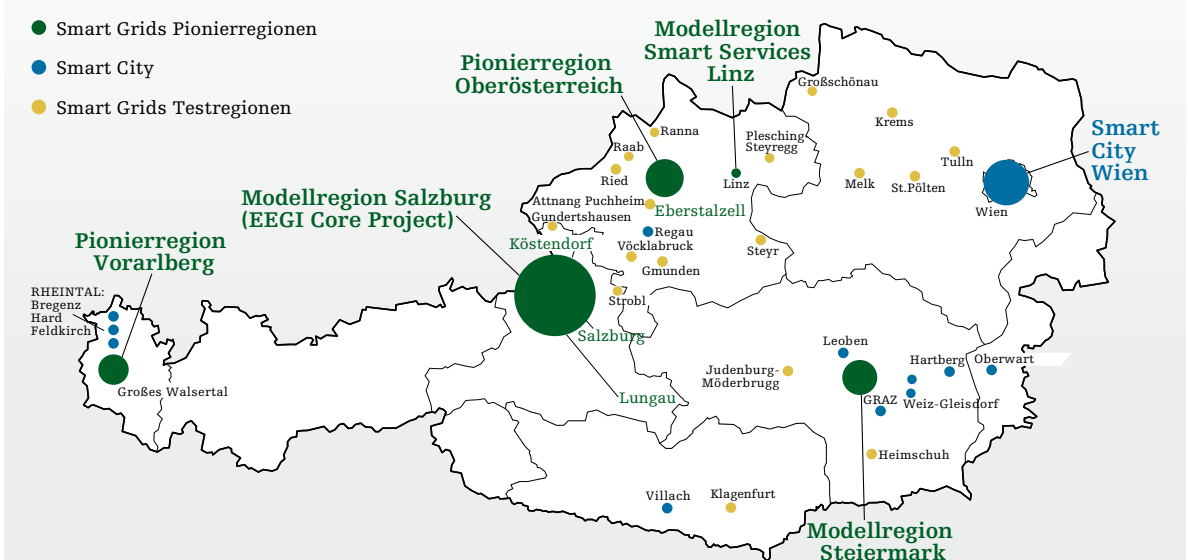 Smart Grids Pionierregionen
Smart City
Smart Grids Testregionen
Modellregion
Smart Services
Linz
Pionierregion
Oberösterreich
Großschönau
Krems
Ranna
Plesching
Steyregg
Raab
Ried
Linz
Tulln
Melk
St.Pölten
Smart
City
Wien
Wien
Modellregion Salzburg
(EEGI Core Project)
Attnang Puchheim
Eberstalzell
Gundertshausen
Köstendorf
Regau
Vöcklabruck
Gmunden
Steyr
Strobl
Salzburg
Lungau
Pionierregion
Vorarlberg
RHEINTAL:
Bregenz
Hard
Feldkirch
Großes Walsertal
Leoben
Judenburg-
Möderbrugg
Hartberg
Oberwart
GRAZ
Weiz-Gleisdorf
Heimschuh
Villach
Klagenfurt
Modellregion
Steiermark